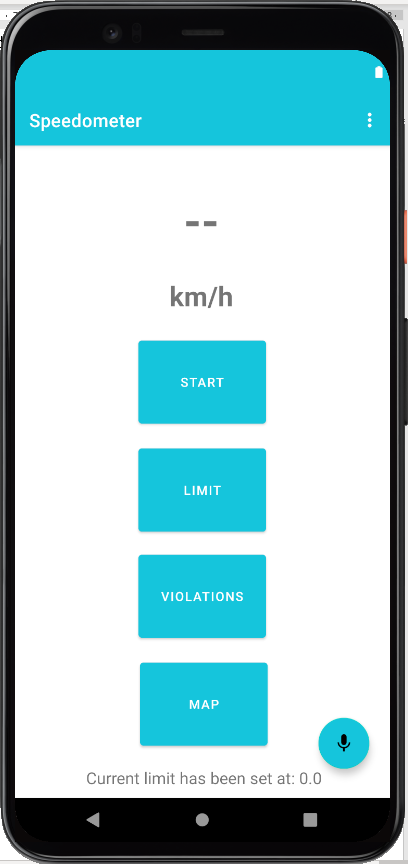 Speedometer
--
km/h
START
LIMIT
VIOLATIONS
MAP
Current limit has been set at: 0.0